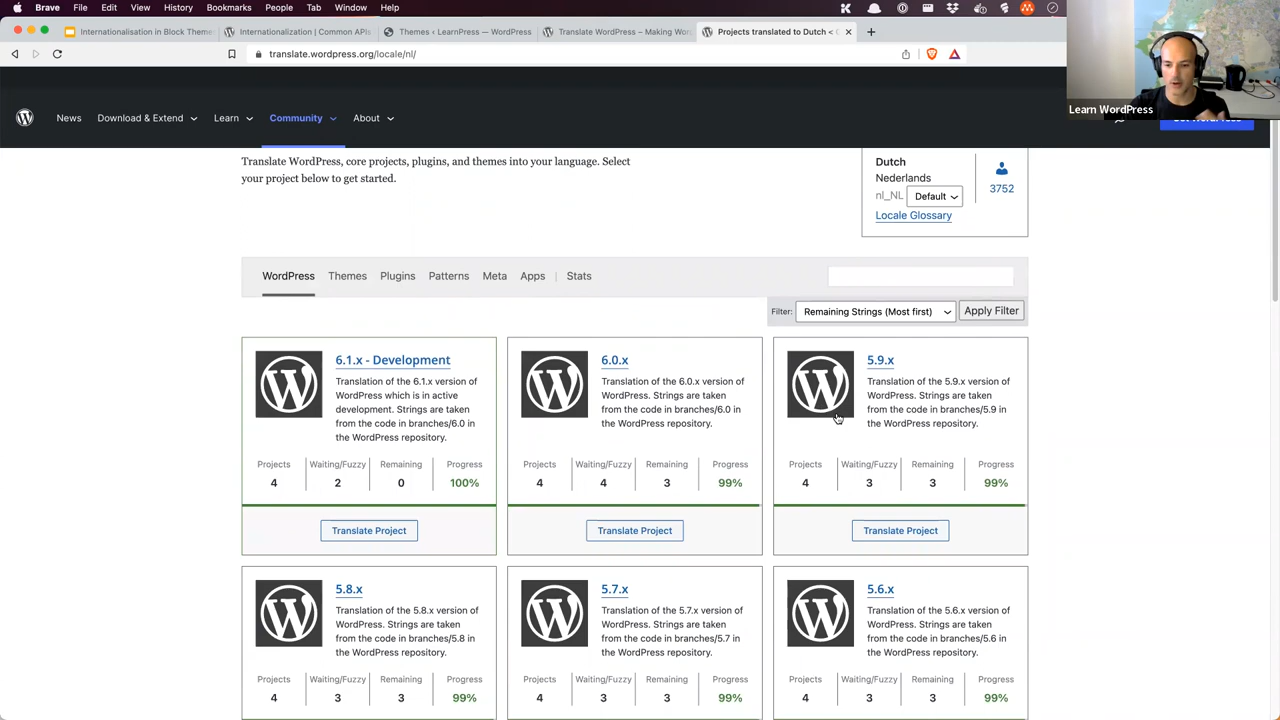 Brave File Edit View History Bookmarks People Tab Window Help
Internationalisation in Block Theme
Internationalization | Common APIs
Themes ‹ LearnPress — WordPress
Translate WordPress – Making Wor
Projects translated to Dutch <
translate.wordpress.org/locale/nl/
Learn WordPress
News Download & Extend Learn Community About
Translate WordPress, core projects, plugins, and themes into your language. Select
your project below to get started.
Dutch
Nederlands
nl_NL Default
Locale Glossary
3752
WordPress Themes Plugins Patterns Meta Apps | Stats
Filter: Remaining Strings (Most first) Apply Filter
6.1.x - Development
Translation of the 6.1.x version of
WordPress which is in active
development. Strings are taken
from the code in branches/6.0 in
the WordPress repository.
Projects Waiting/Fuzzy Remaining Progress
4 2 0 100%
Translate Project
6.0.x
Translation of the 6.0.x version of
WordPress. Strings are taken
from the code in branches/6.0 in
the WordPress repository.
Projects Waiting/Fuzzy Remaining Progress
4 4 3 99%
Translate Project
5.9.x
Translation of the 5.9.x version of
WordPress. Strings are taken
from the code in branches/5.9 in
the WordPress repository.
Projects Waiting/Fuzzy Remaining Progress
4 3 3 99%
Translate Project
5.8.x
Translation of the 5.8.x version of
WordPress. Strings are taken
from the code in branches/5.8 in
the WordPress repository.
Projects Waiting/Fuzzy Remaining Progress
4 3 3 99%
5.7.x
Translation of the 5.7.x version of
WordPress. Strings are taken
from the code in branches/5.7 in
the WordPress repository.
Projects Waiting/Fuzzy Remaining Progress
4 3 3 99%
5.6.x
Translation of the 5.6.x version of
WordPress. Strings are taken
from the code in branches/5.6 in
the WordPress repository.
Projects Waiting/Fuzzy Remaining Progress
4 3 3 99%